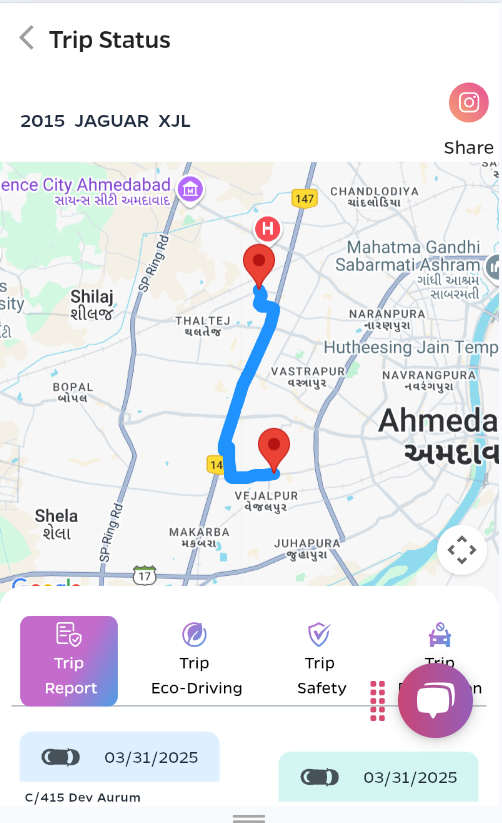 Trip Status
2015 JAGUAR XJL
Share
ence City Ahmedabad
સાયન્સ સીટી અમદાવાદ
147
CHANDLODIYA
ચાંદલોડિયા
H
SP Ring Rd
Mahatma Gandhi
Sabarmati Ashram
ગાંધી આશ્રમ
સાબરમતી
sity
Shilaj
શીલજ
THALTEJ
થલતેજ
NARANPURA
નારણપુરા
Hutheesing Jain Temp
VASTRAPUR
વસ્ત્રાપુર
NAVRANGPURA
નવરંગપુરા
BOPAL
બોપલ
Ahmeda
અમદાવ
14
VEJALPUR
વેજલપુર
Shela
શેલા
SP Ring Rd
MAKARBA
મકરબા
JUHAPURA
જુહાપુરા
17
Google
Trip
Report
Trip
Eco-Driving
Trip
Safety
Trip
03/31/2025
03/31/2025
C/415 Dev Aurum